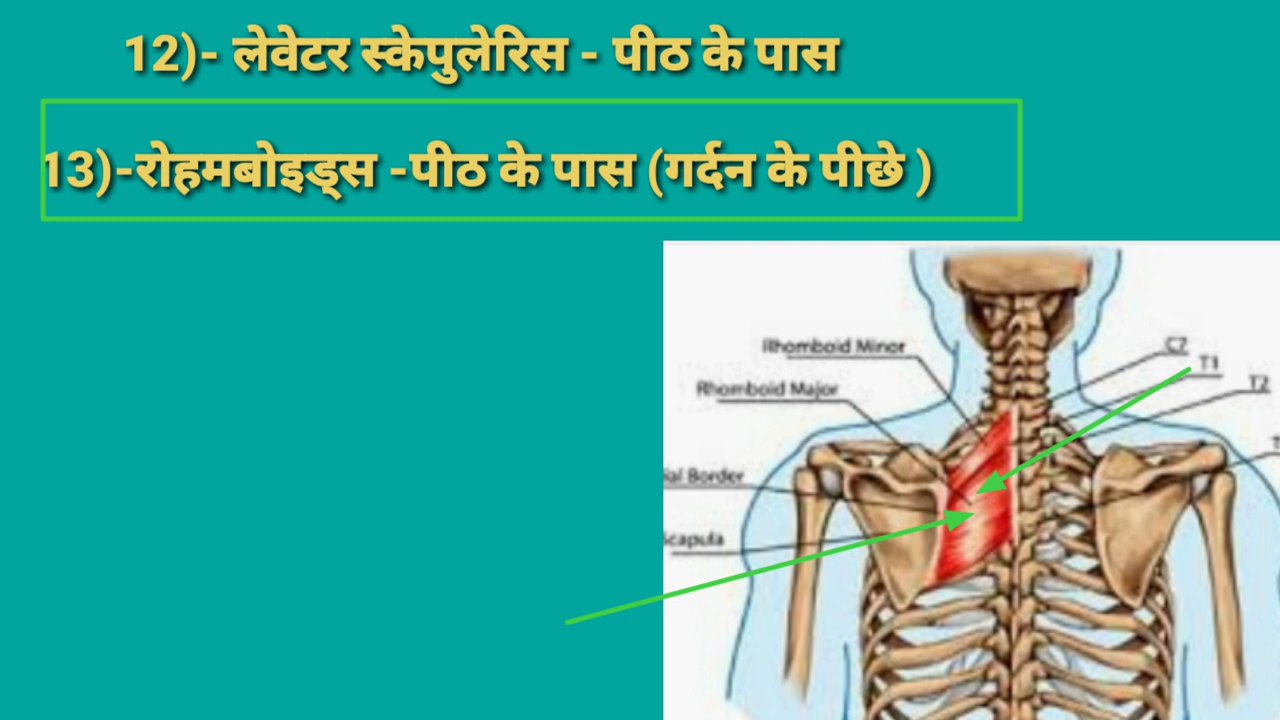 12)- लेवेटर स्केपुलेरिस - पीठ के पास
13)-रोहमबोइड्स -पीठ के पास (गर्दन के पीछे )
Rhomboid Minor
C7
T1
Rhomboid Major
T2
ial Border
capula